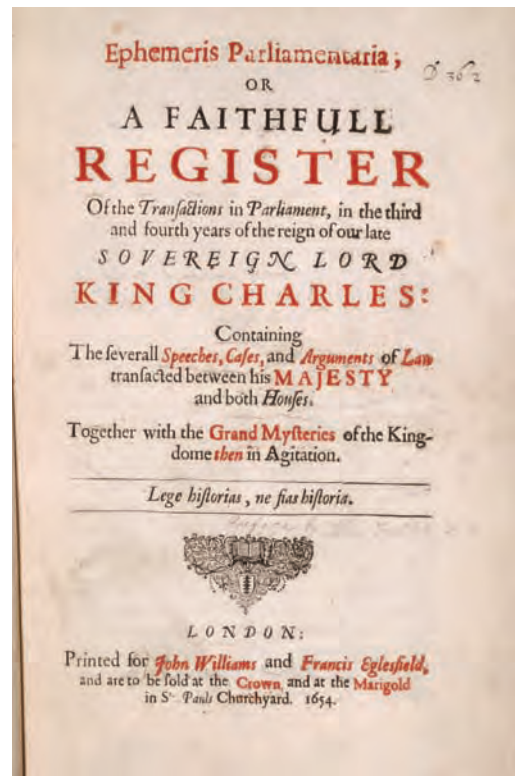 Ephemeris Parliamentaria;
OR
A FAITHFULL
REGISTER
Of the Tranſactions in Parliament, in the third
and fourth years of the reign of our late
SOVEREIGN LORD
KING CHARLES:
Containing
The ſeverall Speeches, Caſes, and Arguments of Law
tranſacted between his MAJESTY
and both Houſes.
Together with the Grand Myſteries of the King-
dome then in Agitation.
Lege hiſtorias, ne fias hiſtoria.
LONDON:
Printed for John Williams and Francis Egleſfield,
and are to be ſold at the Crown, and at the Marigold
in St Pauls Churchyard. 1654.